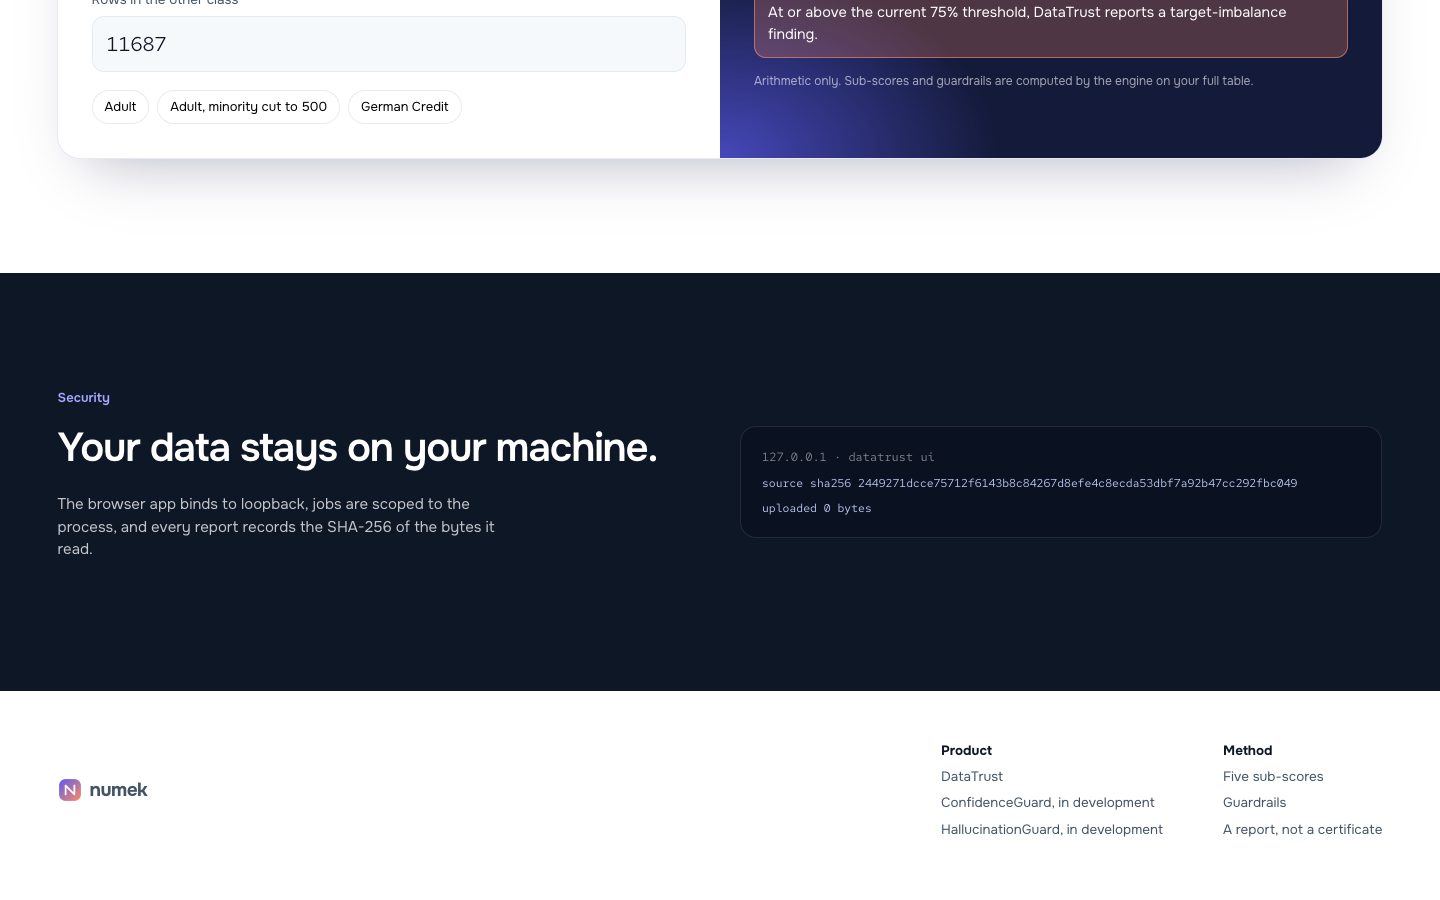 Rows in the other class
11687
Adult
Adult, minority cut to 500
German Credit
At or above the current 75% threshold, DataTrust reports a target-imbalance
finding.
Arithmetic only. Sub-scores and guardrails are computed by the engine on your full table.
Security
Your data stays on your machine.
The browser app binds to loopback, jobs are scoped to the
process, and every report records the SHA-256 of the bytes it
read.
127.0.0.1 · datatrust ui
source sha256 2449271dcce75712f6143b8c84267d8efe4c8ecda53dbf7a92b47cc292fbc049
uploaded 0 bytes
N numek
Product
DataTrust
ConfidenceGuard, in development
HallucinationGuard, in development
Method
Five sub-scores
Guardrails
A report, not a certificate